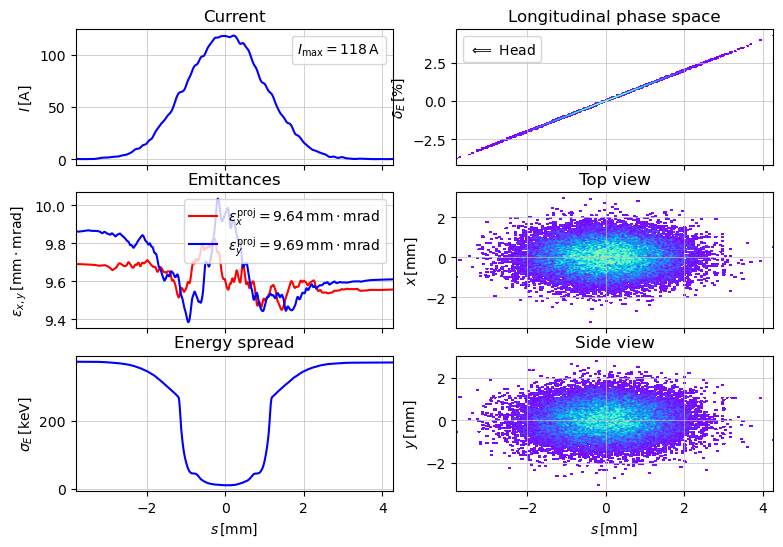 Current
I [A]
100
50
0
I_max = 118 A
Longitudinal phase space
δ_E [%]
2.5
0.0
−2.5
⟸ Head
Emittances
ε_x, y [mm · mrad]
10.0
9.8
9.6
9.4
ε_x^proj = 9.64 mm · mrad
ε_y^proj = 9.69 mm · mrad
Top view
x [mm]
2
0
−2
Energy spread
σ_E [keV]
200
0
−2
0
2
4
s [mm]
Side view
y [mm]
2
0
−2
−2
0
2
4
s [mm]